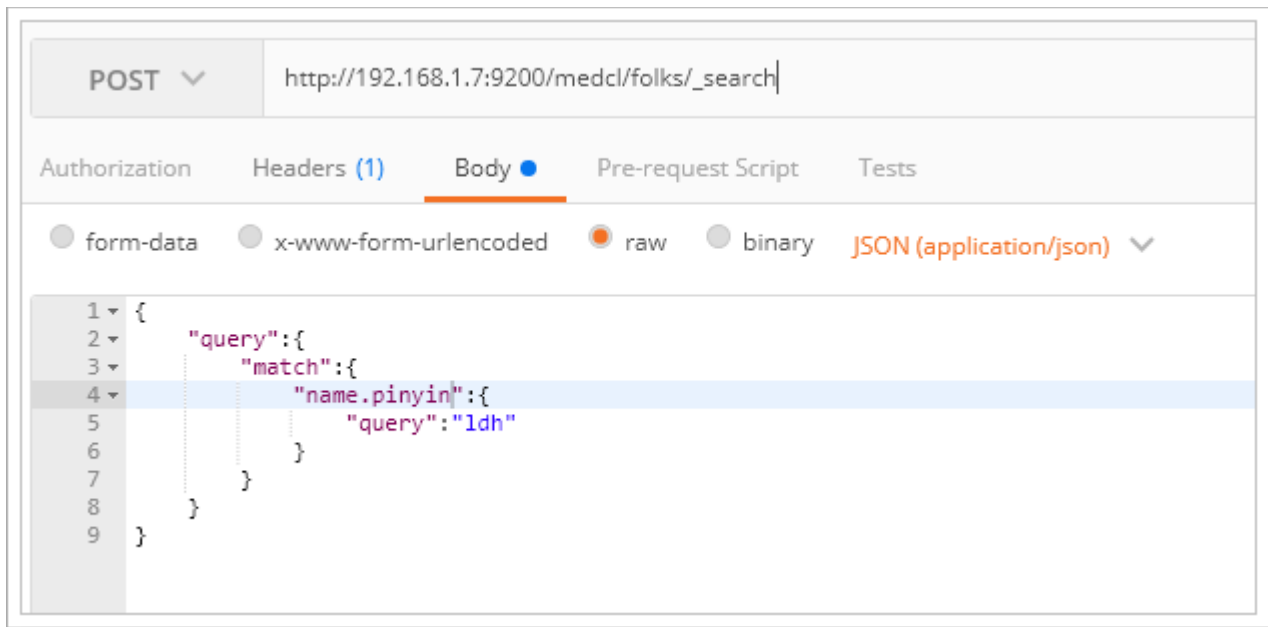 POST http://192.168.1.7:9200/medcl/folks/_search
Authorization Headers (1) Body Pre-request Script Tests
form-data x-www-form-urlencoded raw binary JSON (application/json)
1 {
2 "query":{
3 "match":{
4 "name.pinyin":{
5 "query":"ldh"
6 }
7 }
8 }
9 }